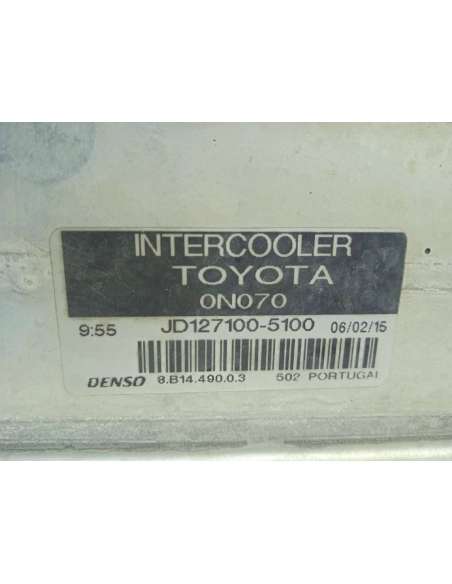 INTERCOOLER
TOYOTA
0N070
9:55 JD127100-5100 06/02/15
DENSO 8.B14.490.0.3 502 PORTUGAL